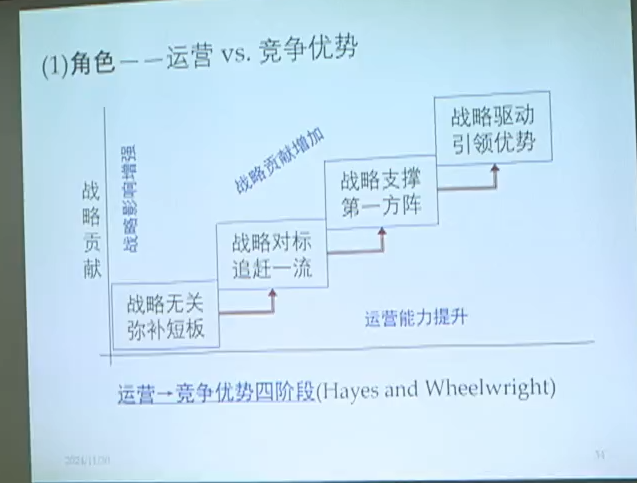 (1)角色——运营 vs. 竞争优势
战略驱动
引领优势
战略贡献增加
战略影响增强
战略支撑
第一方阵
战略贡献
战略对标
追赶一流
战略无关
弥补短板
运营能力提升
运营→竞争优势四阶段(Hayes and Wheelwright)